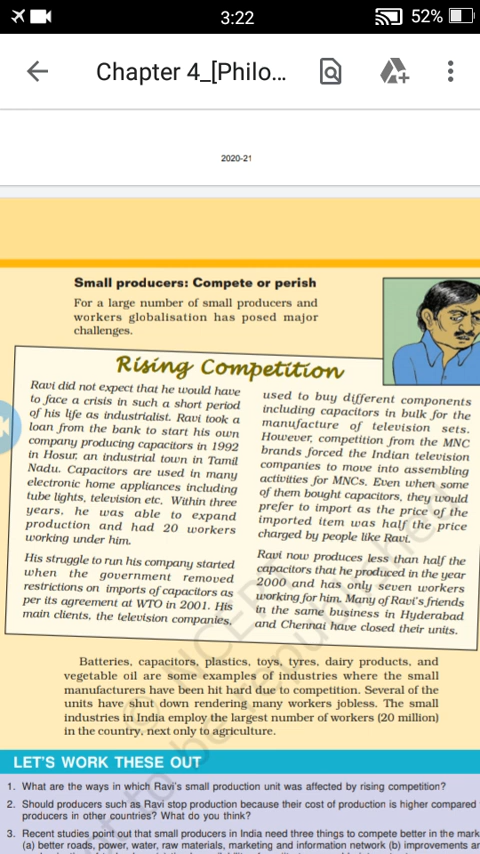 3:22
52%
Chapter 4_[Philo...
2020-21
Small producers: Compete or perish
For a large number of small producers and
workers globalisation has posed major
challenges.
Rising Competition
Ravi did not expect that he would have
to face a crisis in such a short period
of his life as industrialist. Ravi took a
loan from the bank to start his own
company producing capacitors in 1992
in Hosur, an industrial town in Tamil
Nadu. Capacitors are used in many
electronic home appliances including
tube lights, television etc. Within three
years, he was able to expand
production and had 20 workers
working under him.
His struggle to run his company started
when the government removed
restrictions on imports of capacitors as
per its agreement at WTO in 2001. His
main clients, the television companies,
used to buy different components
including capacitors in bulk for the
manufacture of television sets.
However, competition from the MNC
brands forced the Indian television
companies to move into assembling
activities for MNCs. Even when some
of them bought capacitors, they would
prefer to import as the price of the
imported item was half the price
charged by people like Ravi.
Ravi now produces less than half the
capacitors that he produced in the year
2000 and has only seven workers
working for him. Many of Ravi's friends
in the same business in Hyderabad
and Chennai have closed their units.
Batteries, capacitors, plastics, toys, tyres, dairy products, and
vegetable oil are some examples of industries where the small
manufacturers have been hit hard due to competition. Several of the
units have shut down rendering many workers jobless. The small
industries in India employ the largest number of workers (20 million)
in the country, next only to agriculture.
© NCERT
not to be republished
LET'S WORK THESE OUT
1. What are the ways in which Ravi's small production unit was affected by rising competition?
2. Should producers such as Ravi stop production because their cost of production is higher compared
producers in other countries? What do you think?
3. Recent studies point out that small producers in India need three things to compete better in the mark
(a) better roads, power, water, raw materials, marketing and information network (b) improvements an